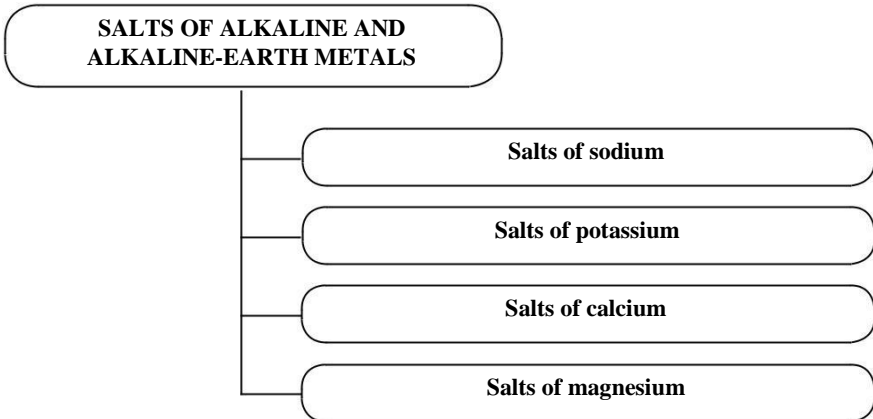 SALTS OF ALKALINE AND
ALKALINE-EARTH METALS
Salts of sodium
Salts of potassium
Salts of calcium
Salts of magnesium